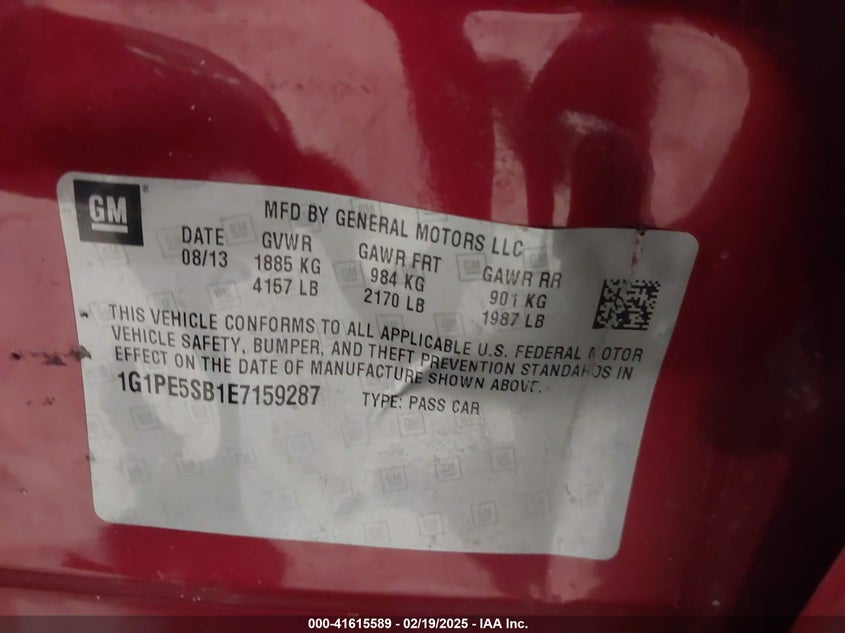 GM ®
MFD BY GENERAL MOTORS LLC
DATE GVWR GAWR FRT GAWR RR
08/13 1885 KG 984 KG 901 KG
4157 LB 2170 LB 1987 LB
THIS VEHICLE CONFORMS TO ALL APPLICABLE U.S. FEDERAL MOTOR
VEHICLE SAFETY, BUMPER, AND THEFT PREVENTION STANDARDS IN
EFFECT ON THE DATE OF MANUFACTURE SHOWN ABOVE.
1G1PE5SB1E7159287 TYPE: PASS CAR
000-41615589 - 02/19/2025 - IAA Inc.